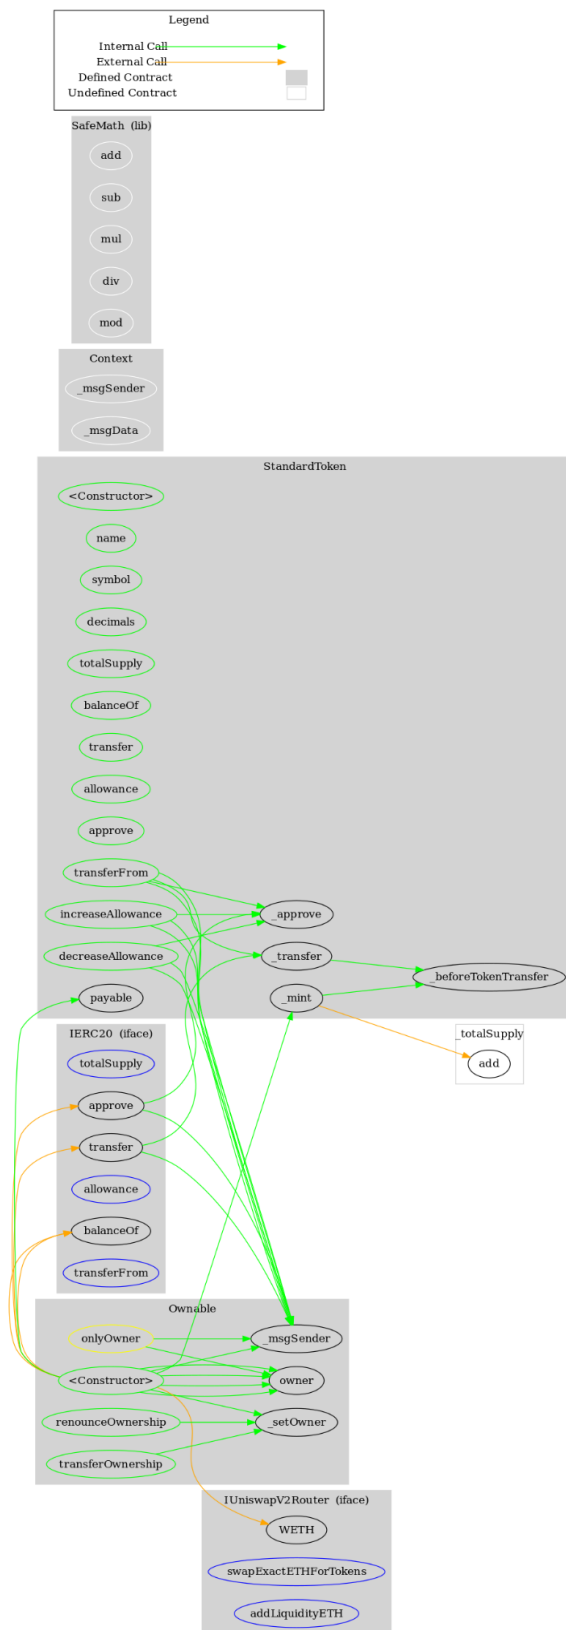 Legend
Internal Call
External Call
Defined Contract
Undefined Contract
SafeMath (lib)
add
sub
mul
div
mod
Context
_msgSender
_msgData
StandardToken
<Constructor>
name
symbol
decimals
totalSupply
balanceOf
transfer
allowance
approve
transferFrom
increaseAllowance
_approve
decreaseAllowance
_transfer
_beforeTokenTransfer
payable
_mint
IERC20 (iface)
_totalSupply
totalSupply
add
approve
transfer
allowance
balanceOf
transferFrom
Ownable
onlyOwner
_msgSender
<Constructor>
owner
renounceOwnership
_setOwner
transferOwnership
IUniswapV2Router (iface)
WETH
swapExactETHForTokens
addLiquidityETH